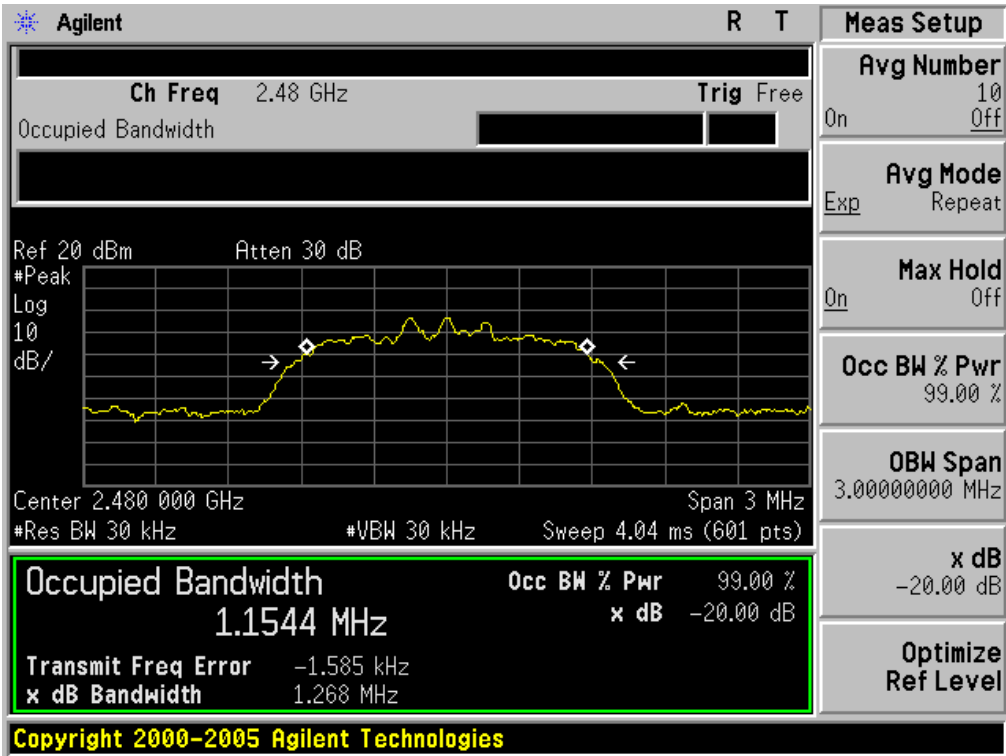 Agilent R T
Ch Freq 2.48 GHz Trig Free
Occupied Bandwidth
Ref 20 dBm Atten 30 dB
#Peak
Log
10
dB/
Center 2.480 000 GHz Span 3 MHz
#Res BW 30 kHz #VBW 30 kHz Sweep 4.04 ms (601 pts)
Occupied Bandwidth Occ BW % Pwr 99.00 %
1.1544 MHz x dB -20.00 dB
Transmit Freq Error -1.585 kHz
x dB Bandwidth 1.268 MHz
Copyright 2000-2005 Agilent Technologies
Meas Setup
Avg Number
10
On Off
Avg Mode
Exp Repeat
Max Hold
On Off
Occ BW % Pwr
99.00 %
OBW Span
3.00000000 MHz
x dB
-20.00 dB
Optimize
Ref Level